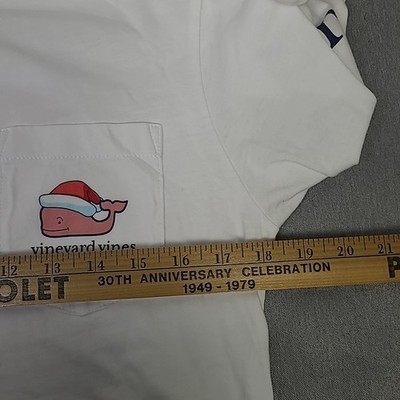 vineyard vines
12 13 14 15 16 17 18 19 20 21
OLET 30TH ANNIVERSARY CELEBRATION P
1949 - 1979